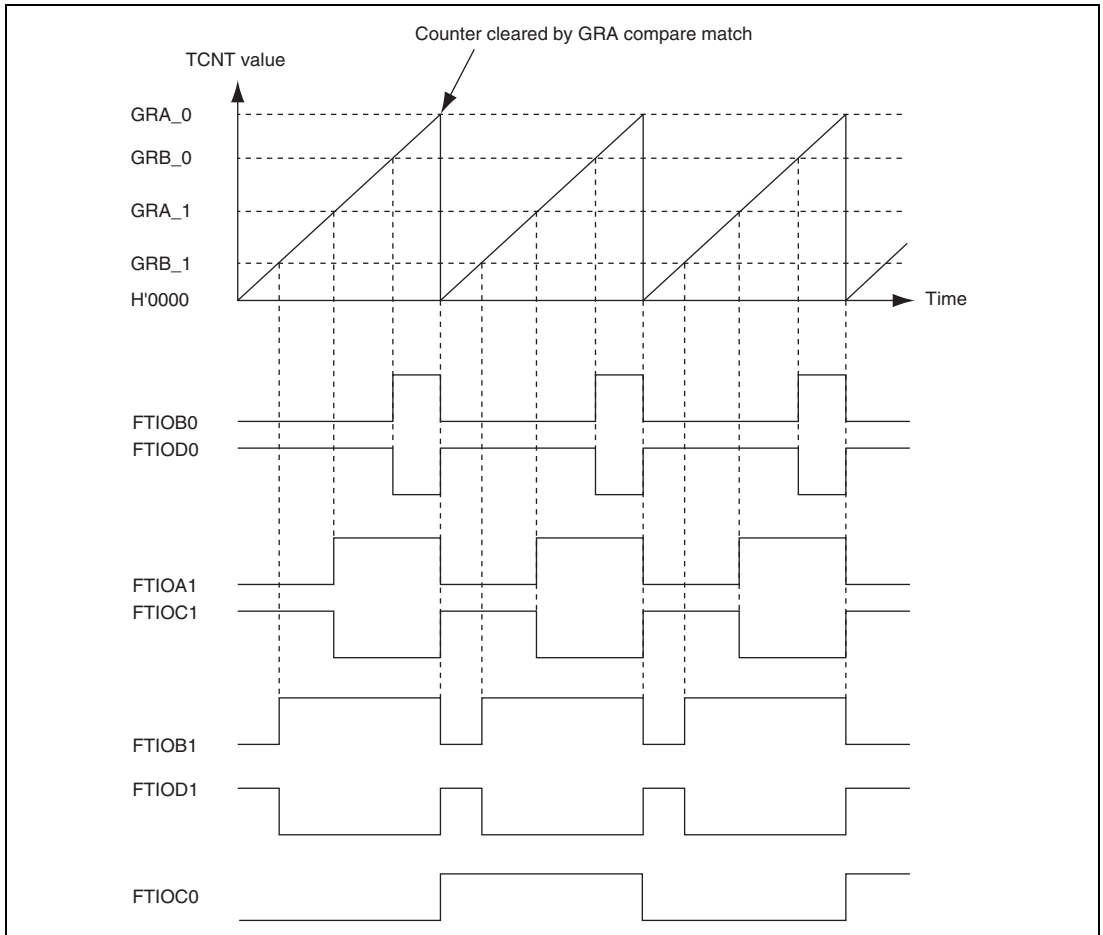 Counter cleared by GRA compare match
TCNT value
GRA_0
GRB_0
GRA_1
GRB_1
H'0000
Time
FTIOB0
FTIOD0
FTIOA1
FTIOC1
FTIOB1
FTIOD1
FTIOC0